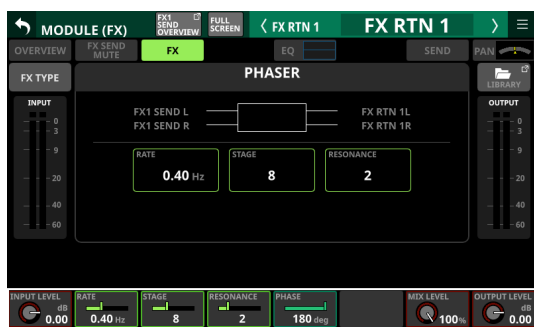 MODULE (FX)
FX1
SEND
OVERVIEW
FULL
SCREEN
FX RTN 1
FX RTN 1
OVERVIEW
FX SEND
MUTE
FX
EQ
SEND
PAN
FX TYPE
PHASER
LIBRARY
INPUT
OUTPUT
FX1 SEND L
FX RTN 1L
FX1 SEND R
FX RTN 1R
0
3
9
20
40
60
0
3
9
20
40
60
RATE
0.40 Hz
STAGE
8
RESONANCE
2
INPUT LEVEL
dB
0.00
RATE
0.40 Hz
STAGE
8
RESONANCE
2
PHASE
180 deg
MIX LEVEL
100%
OUTPUT LEVEL
dB
0.00